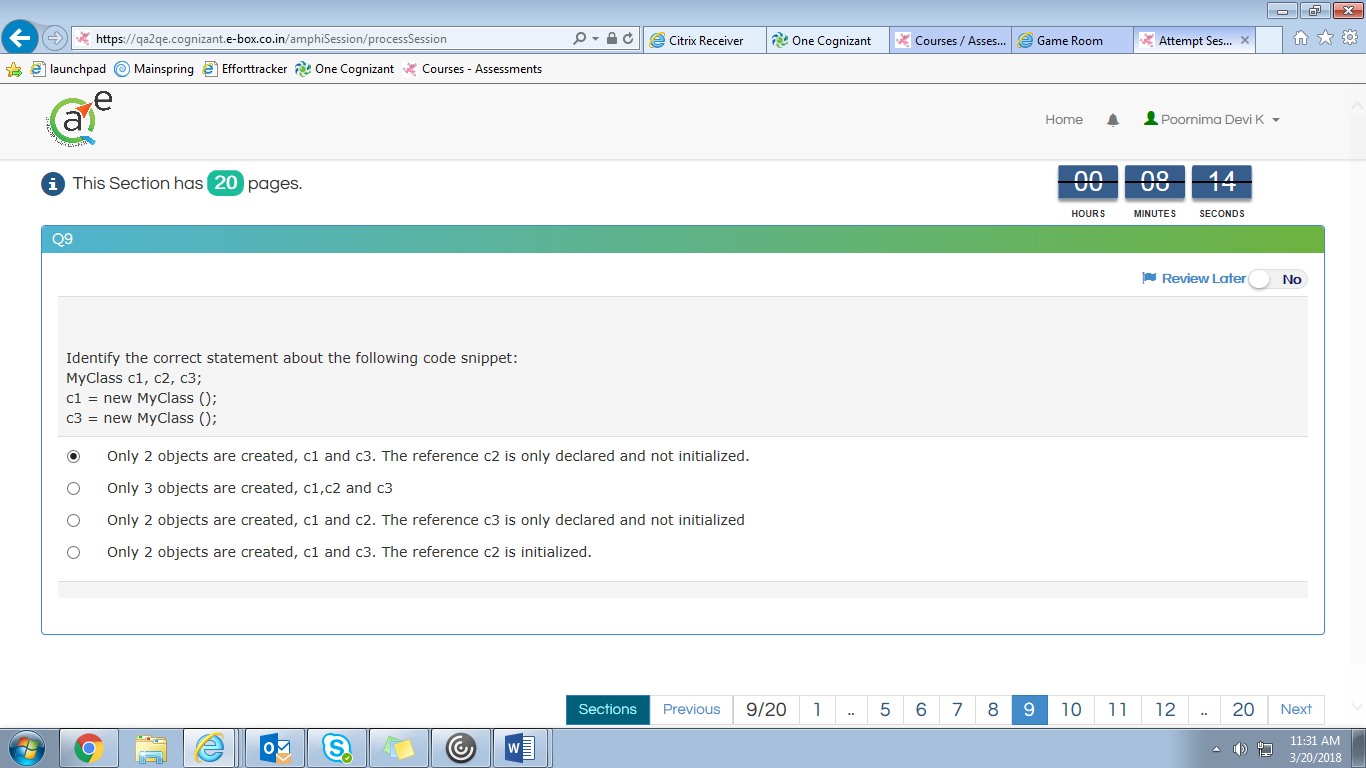 https://qa2qe.cognizant.e-box.co.in/amphiSession/processSession
Citrix Receiver
One Cognizant
Courses / Asses...
Game Room
Attempt Ses...
launchpad
Mainspring
Efforttracker
One Cognizant
Courses - Assessments
a e
Home
Poornima Devi K
This Section has 20 pages.
00 08 14
HOURS MINUTES SECONDS
Q9
Review Later No
Identify the correct statement about the following code snippet:
MyClass c1, c2, c3;
c1 = new MyClass ();
c3 = new MyClass ();
Only 2 objects are created, c1 and c3. The reference c2 is only declared and not initialized.
Only 3 objects are created, c1,c2 and c3
Only 2 objects are created, c1 and c2. The reference c3 is only declared and not initialized
Only 2 objects are created, c1 and c3. The reference c2 is initialized.
Sections Previous 9/20 1 .. 5 6 7 8 9 10 11 12 .. 20 Next
11:31 AM
3/20/2018